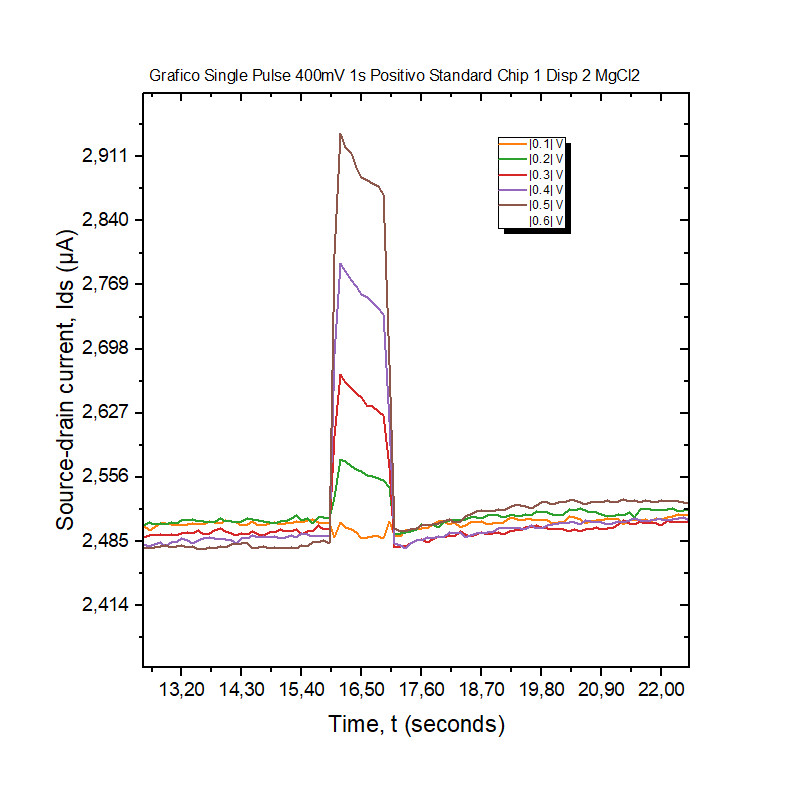 Grafico Single Pulse 400mV 1s Positivo Standard Chip 1 Disp 2 MgCl2
|0.1| V
|0.2| V
|0.3| V
|0.4| V
|0.5| V
|0.6| V
Source-drain current, Ids (µA)
2,911
2,840
2,769
2,698
2,627
2,556
2,485
2,414
13,20 14,30 15,40 16,50 17,60 18,70 19,80 20,90 22,00
Time, t (seconds)